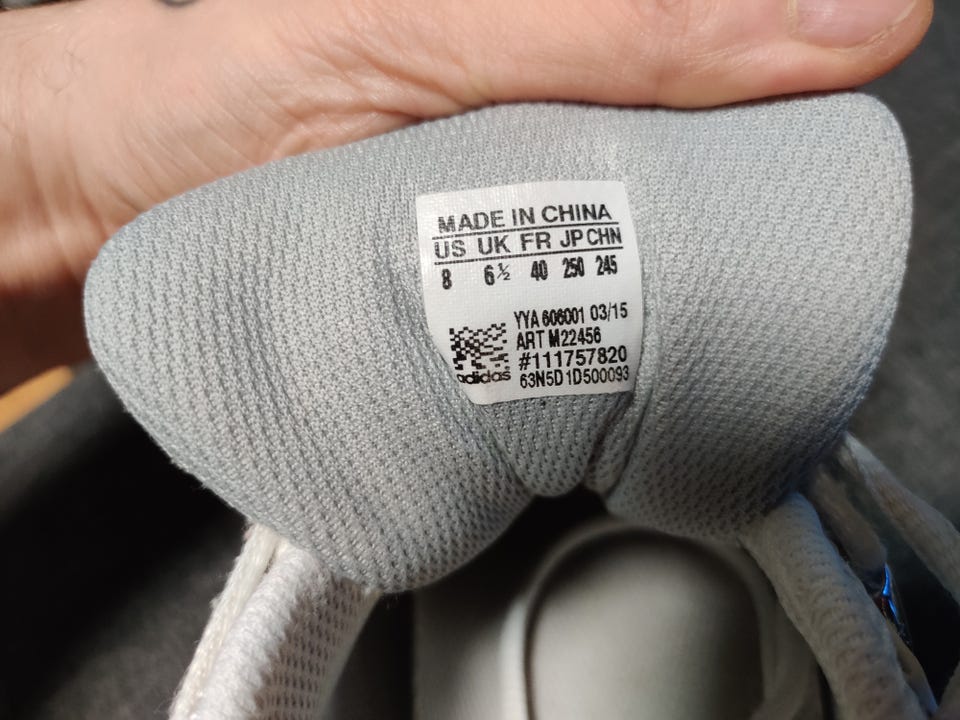 MADE IN CHINA
US UK FR JP CHN
8 6½ 40 250 245
YYA 606001 03/15
ART M22456
#111757820
adidas 63N5D1D500093